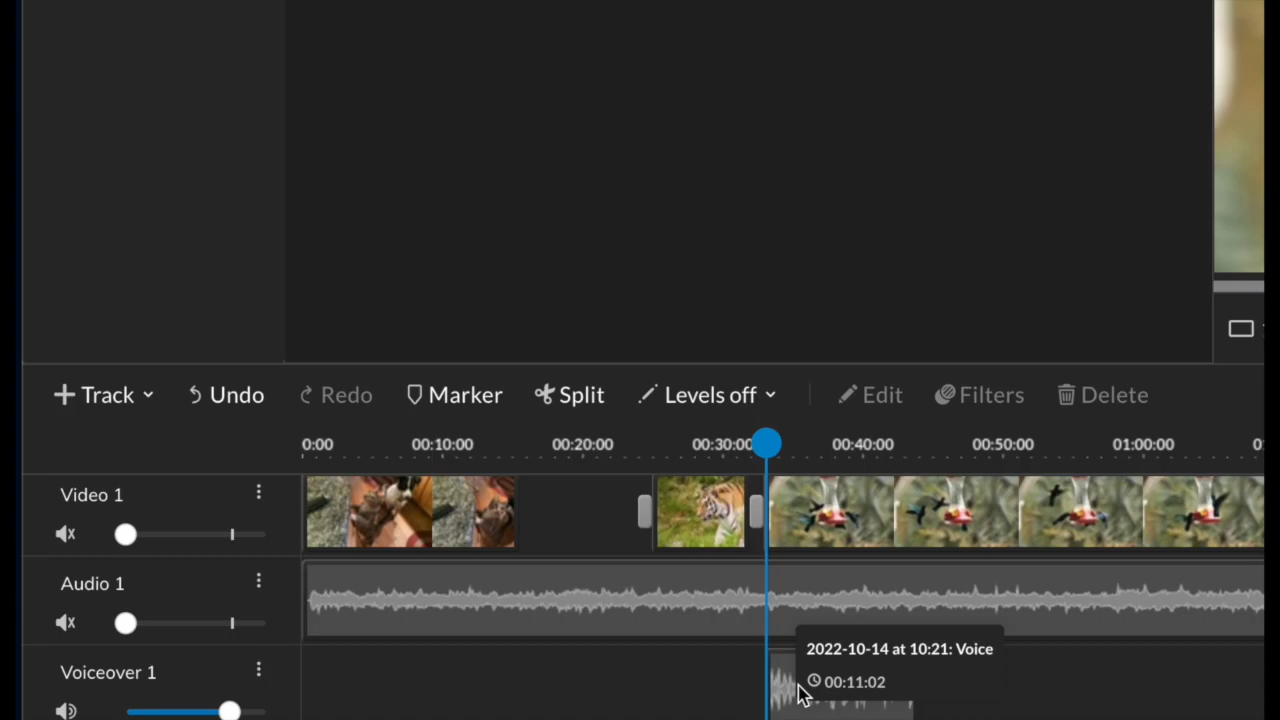 Track Undo Redo Marker Split Levels off Edit Filters Delete
0:00 00:10:00 00:20:00 00:30:00 00:40:00 00:50:00 01:00:00
Video 1
Audio 1
2022-10-14 at 10:21: Voice
Voiceover 1
00:11:02